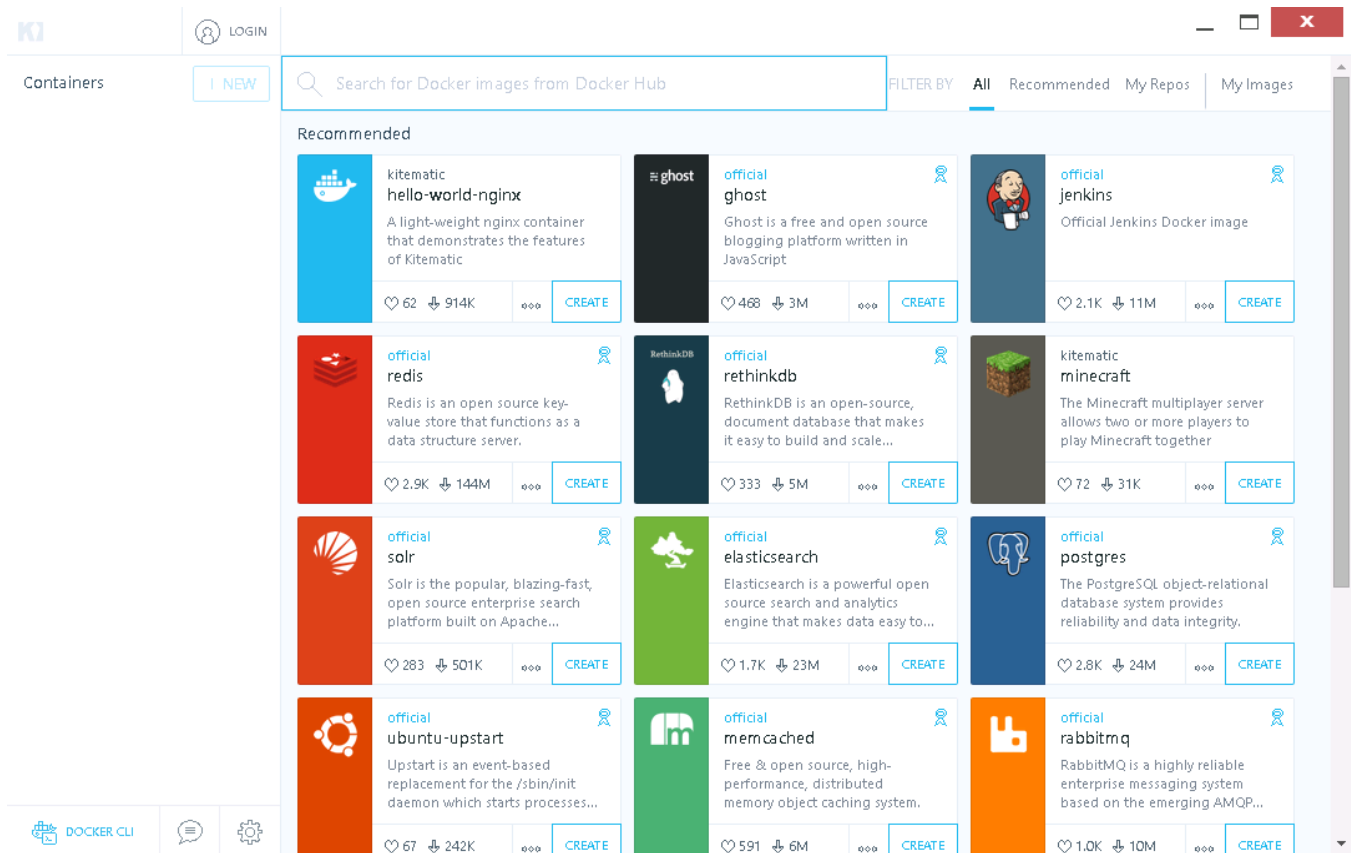 LOGIN
Containers
NEW
Search for Docker images from Docker Hub
FILTER BY All Recommended My Repos My Images
Recommended
kitematic
hello-world-nginx
A light-weight nginx container
that demonstrates the features
of Kitematic
62 914K
CREATE
ghost
official
ghost
Ghost is a free and open source
blogging platform written in
JavaScript
468 3M
CREATE
official
jenkins
Official Jenkins Docker image
2.1K 11M
CREATE
official
redis
Redis is an open source key-
value store that functions as a
data structure server.
2.9K 144M
CREATE
RethinkDB
official
rethinkdb
RethinkDB is an open-source,
document database that makes
it easy to build and scale...
333 5M
CREATE
kitematic
minecraft
The Minecraft multiplayer server
allows two or more players to
play Minecraft together
72 31K
CREATE
official
solr
Solr is the popular, blazing-fast,
open source enterprise search
platform built on Apache...
283 501K
CREATE
official
elasticsearch
Elasticsearch is a powerful open
source search and analytics
engine that makes data easy to...
1.7K 23M
CREATE
official
postgres
The PostgreSQL object-relational
database system provides
reliability and data integrity.
2.8K 24M
CREATE
official
ubuntu-upstart
Upstart is an event-based
replacement for the /sbin/init
daemon which starts processes...
67 242K
CREATE
official
memcached
Free & open source, high-
performance, distributed
memory object caching system.
591 6M
CREATE
official
rabbitmq
RabbitMQ is a highly reliable
enterprise messaging system
based on the emerging AMQP...
1.0K 10M
CREATE
DOCKER CLI